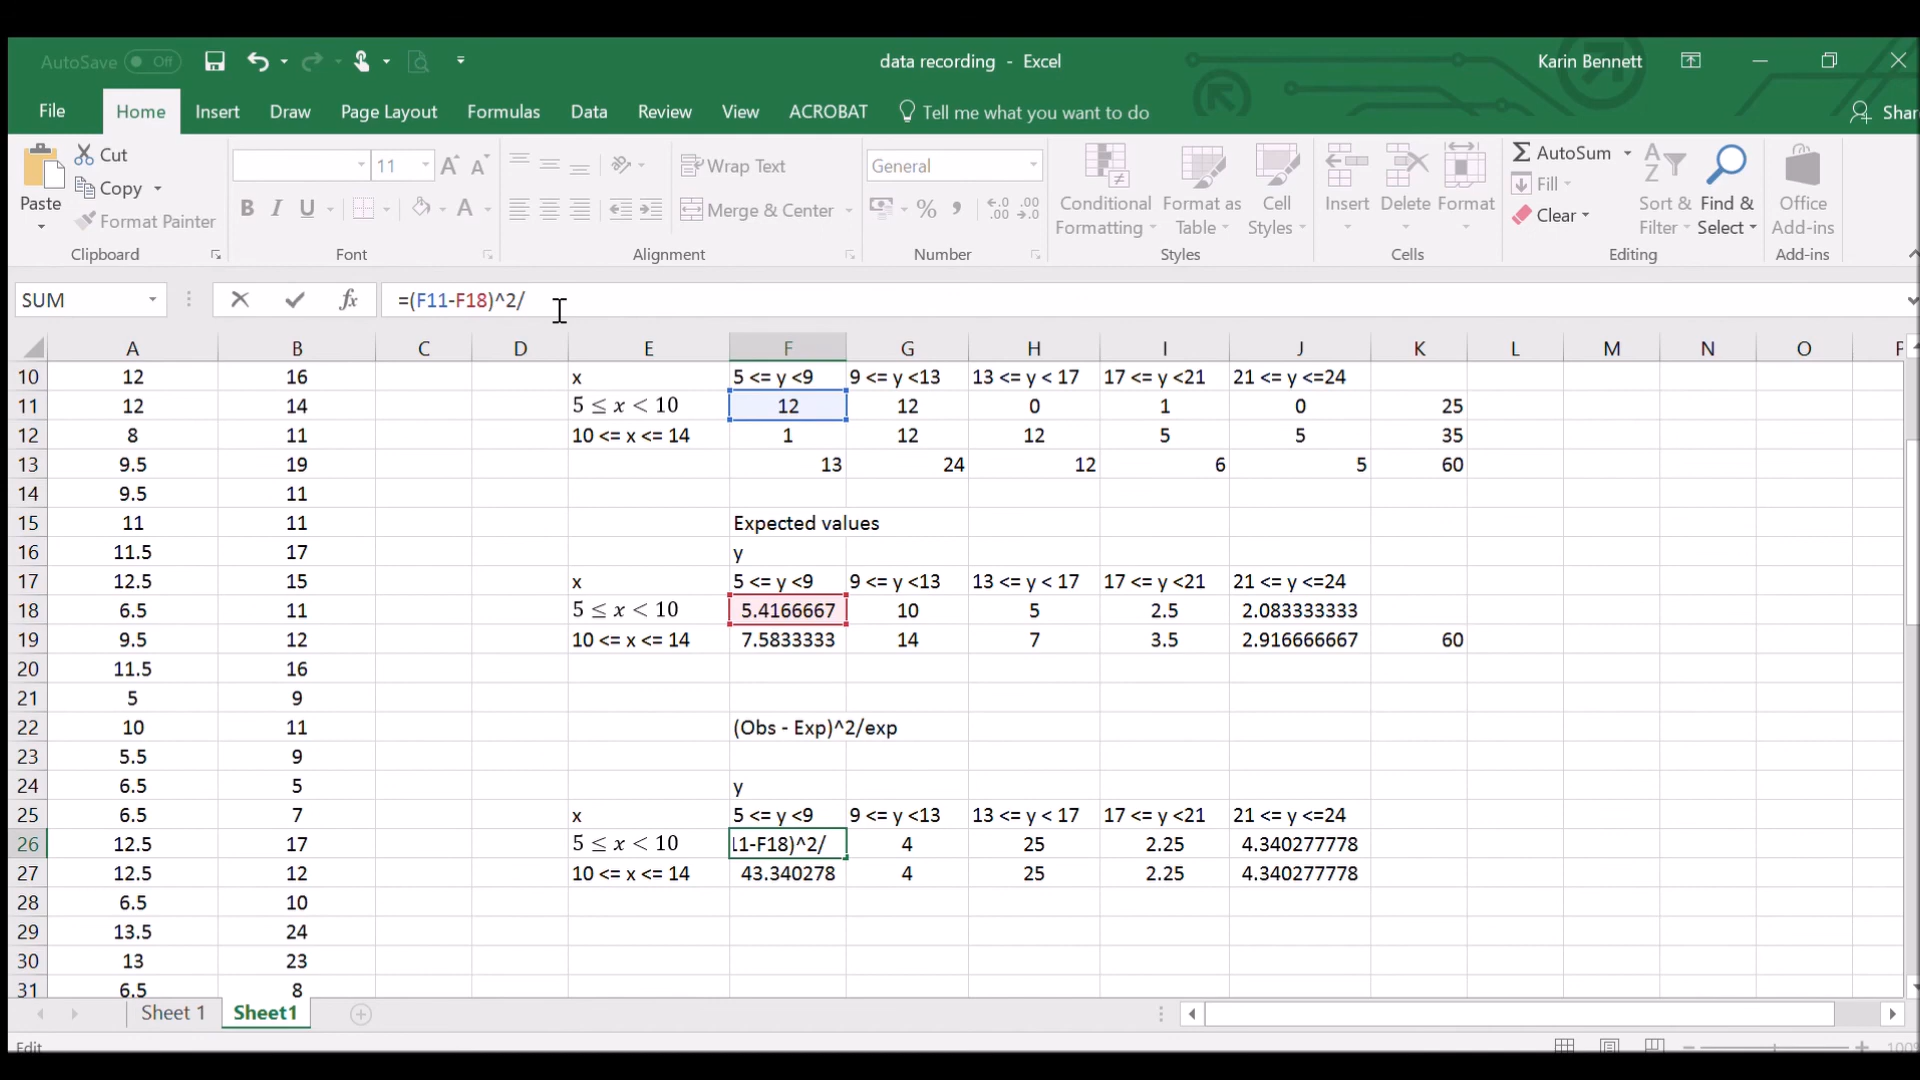 AutoSave Off data recording - Excel Karin Bennett
File Home Insert Draw Page Layout Formulas Data Review View ACROBAT Tell me what you want to do Shar
Paste Cut Copy Format Painter Clipboard
11 B I U A Font
Wrap Text Merge & Center Alignment
General % Number
Conditional Formatting Format as Table Cell Styles Styles
Insert Delete Format Cells
AutoSum Fill Clear Sort & Filter Find & Select Editing
Office Add-ins Add-ins
SUM fx =(F11-F18)^2/
A B C D E F G H I J K L M N O
10 12 16 x 5 <= y <9 9 <= y <13 13 <= y < 17 17 <= y <21 21 <= y <=24
11 12 14 5 ≤ x < 10 12 12 0 1 0 25
12 8 11 10 <= x <= 14 1 12 12 5 5 35
13 9.5 19 13 24 12 6 5 60
14 9.5 11
15 11 11 Expected values
16 11.5 17 y
17 12.5 15 x 5 <= y <9 9 <= y <13 13 <= y < 17 17 <= y <21 21 <= y <=24
18 6.5 11 5 ≤ x < 10 5.4166667 10 5 2.5 2.083333333
19 9.5 12 10 <= x <= 14 7.5833333 14 7 3.5 2.916666667 60
20 11.5 16
21 5 9
22 10 11 (Obs - Exp)^2/exp
23 5.5 9
24 6.5 5 y
25 6.5 7 x 5 <= y <9 9 <= y <13 13 <= y < 17 17 <= y <21 21 <= y <=24
26 12.5 17 5 ≤ x < 10 11-F18)^2/ 4 25 2.25 4.340277778
27 12.5 12 10 <= x <= 14 43.340278 4 25 2.25 4.340277778
28 6.5 10
29 13.5 24
30 13 23
31 6.5 8
Sheet 1 Sheet1
Edit 100%